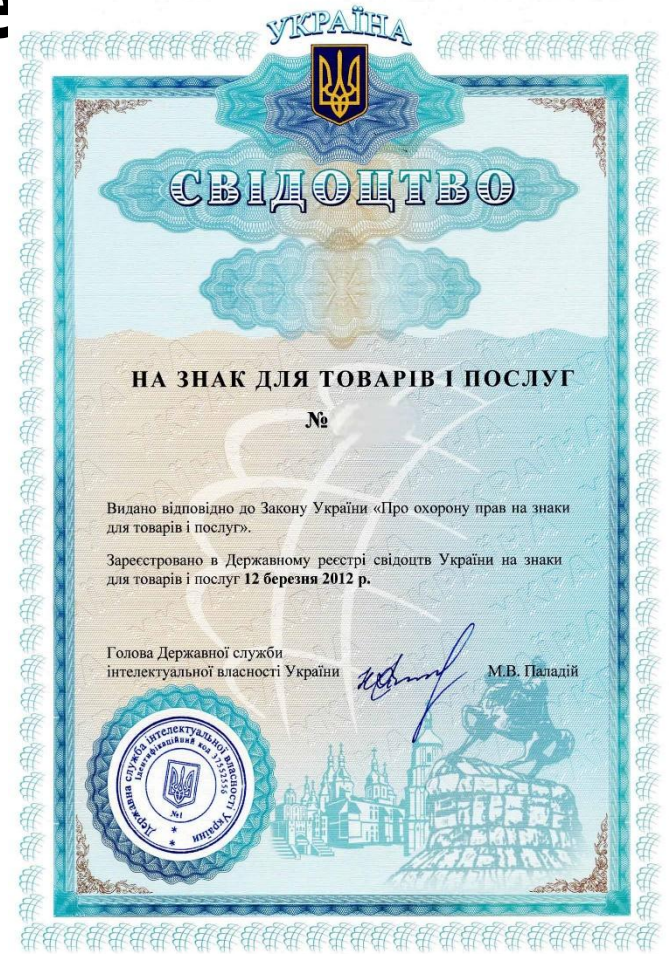 УКРАЇНА
СВІДОЦТВО
НА ЗНАК ДЛЯ ТОВАРІВ І ПОСЛУГ
№
Видано відповідно до Закону України «Про охорону прав на знаки
для товарів і послуг».
Зареєстровано в Державному реєстрі свідоцтв України на знаки
для товарів і послуг 12 березня 2012 р.
Голова Державної служби
інтелектуальної власності України
М.В. Паладій
Державна служба інтелектуальної власності України
ідентифікаційний код 37552556
№1